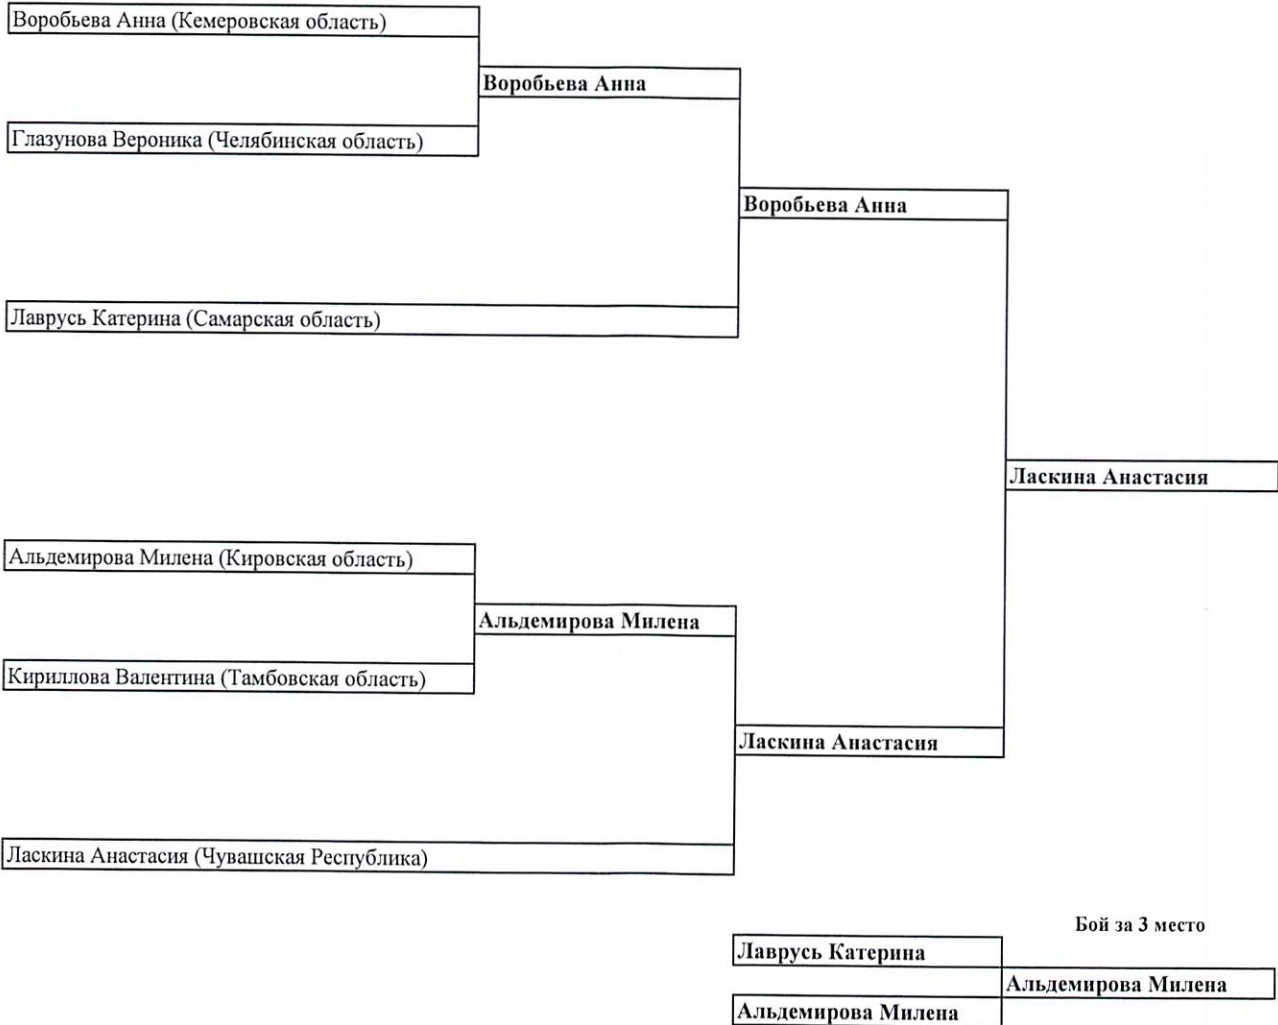 Воробьева Анна (Кемеровская область)
Воробьева Анна
Глазунова Вероника (Челябинская область)
Воробьева Анна
Лаврусь Катерина (Самарская область)
Ласкина Анастасия
Альдемирова Милена (Кировская область)
Альдемирова Милена
Кириллова Валентина (Тамбовская область)
Ласкина Анастасия
Ласкина Анастасия (Чувашская Республика)
Бой за 3 место
Лаврусь Катерина
Альдемирова Милена
Альдемирова Милена